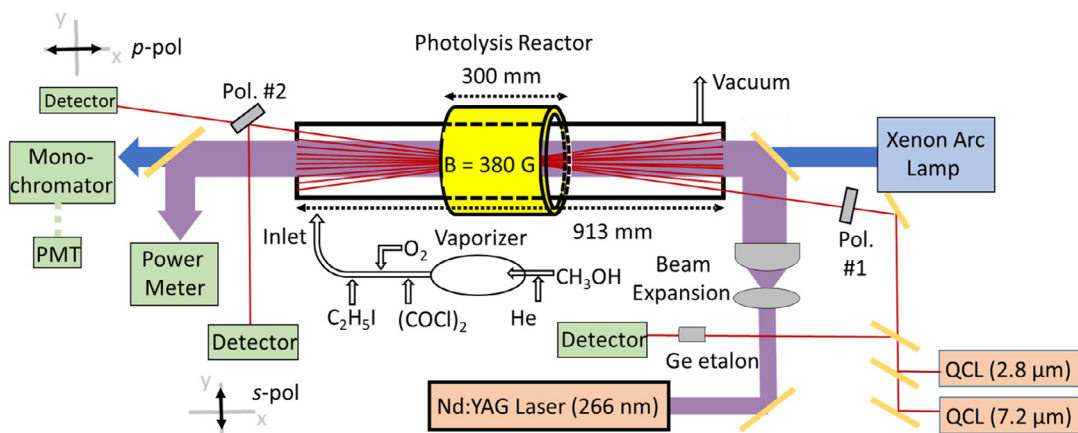 y
x
p-pol
Detector
Pol. #2
Photolysis Reactor
300 mm
Vacuum
Mono-
chromator
B = 380 G
Xenon Arc
Lamp
PMT
Power
Meter
Inlet
O₂
Vaporizer
913 mm
Pol.
#1
CH₃OH
C₂H₅I
(COCl)₂
He
Beam
Expansion
Detector
Detector
Ge etalon
y
x
s-pol
Nd:YAG Laser (266 nm)
QCL (2.8 µm)
QCL (7.2 µm)